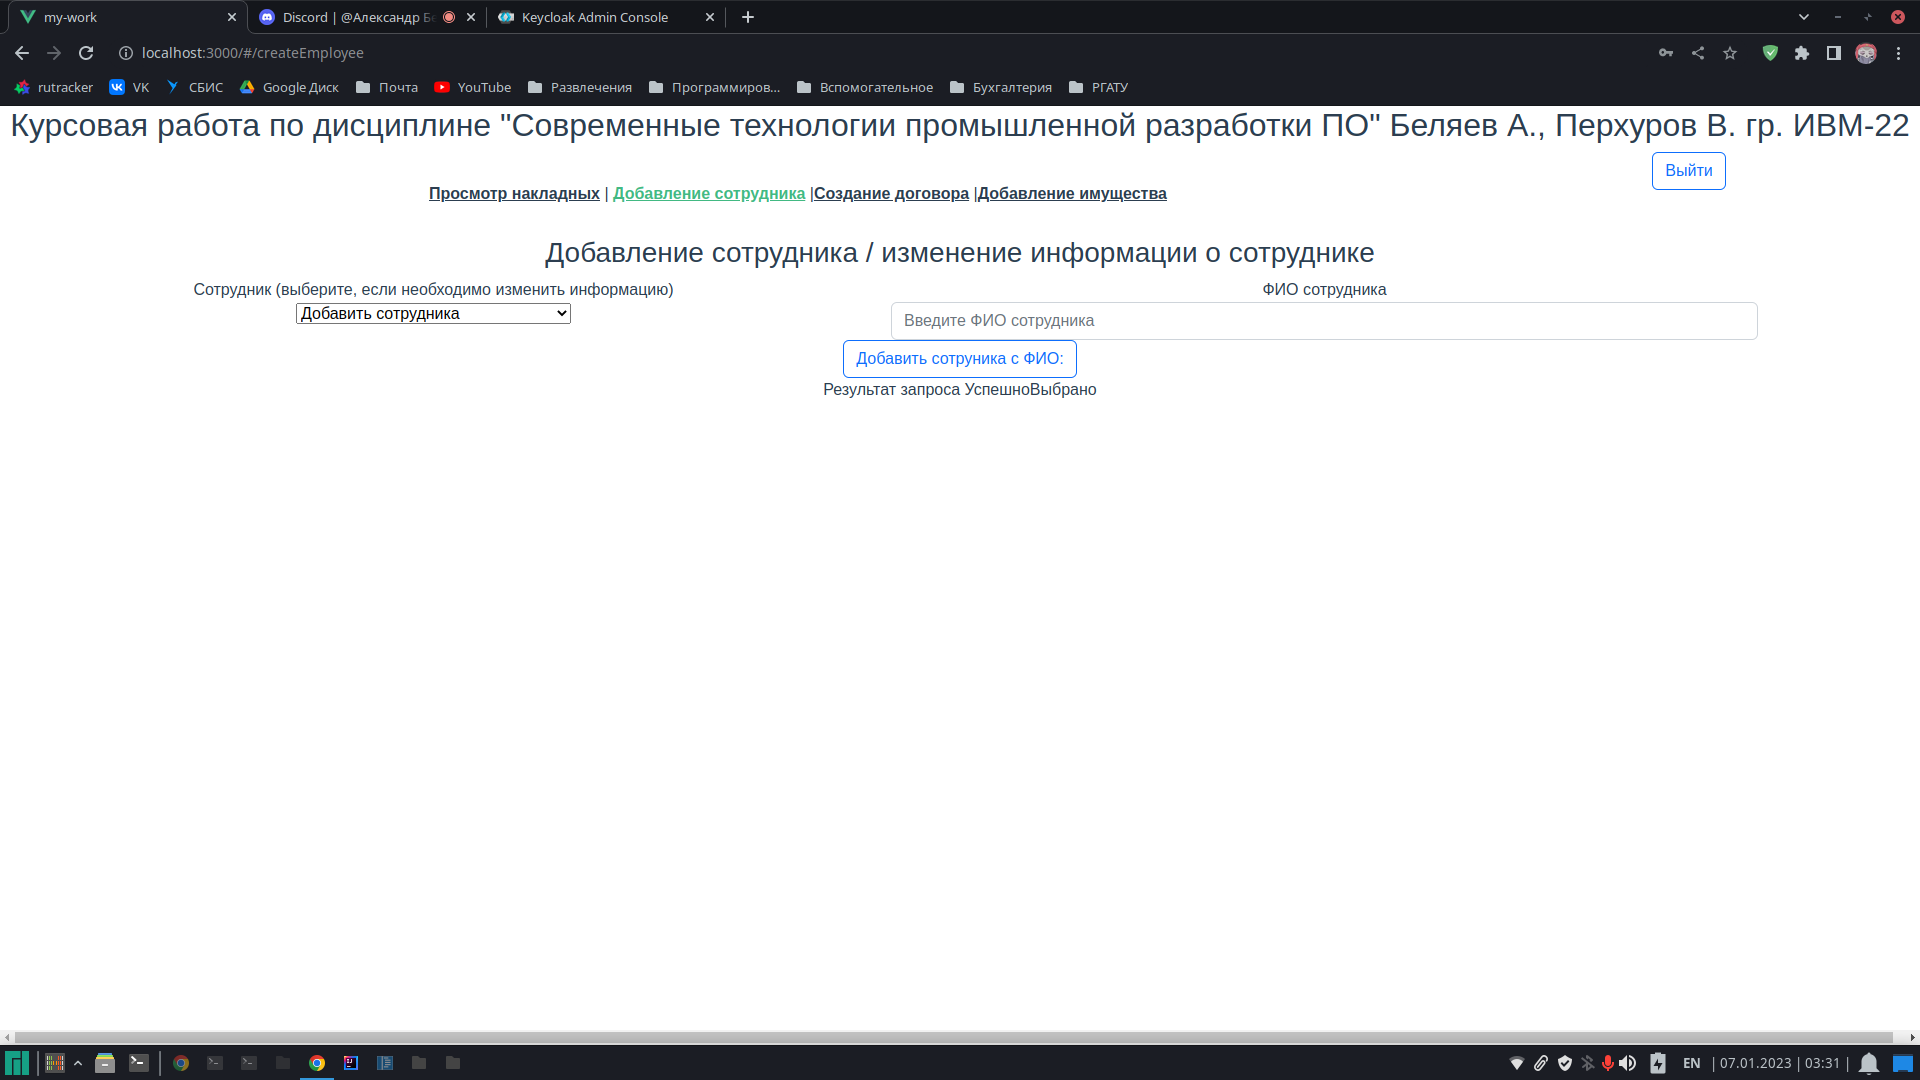 my-work
Discord | @Александр Бе
Keycloak Admin Console
localhost:3000/#/createEmployee
rutracker
VK
СБИС
Google Диск
Почта
YouTube
Развлечения
Программиров...
Вспомогательное
Бухгалтерия
РГАТУ
Курсовая работа по дисциплине "Современные технологии промышленной разработки ПО" Беляев А., Перхуров В. гр. ИВМ-22
Выйти
Просмотр накладных | Добавление сотрудника |Создание договора |Добавление имущества
Добавление сотрудника / изменение информации о сотруднике
Сотрудник (выберите, если необходимо изменить информацию)
Добавить сотрудника
ФИО сотрудника
Введите ФИО сотрудника
Добавить сотруника с ФИО:
Результат запроса УспешноВыбрано
EN | 07.01.2023 | 03:31 |